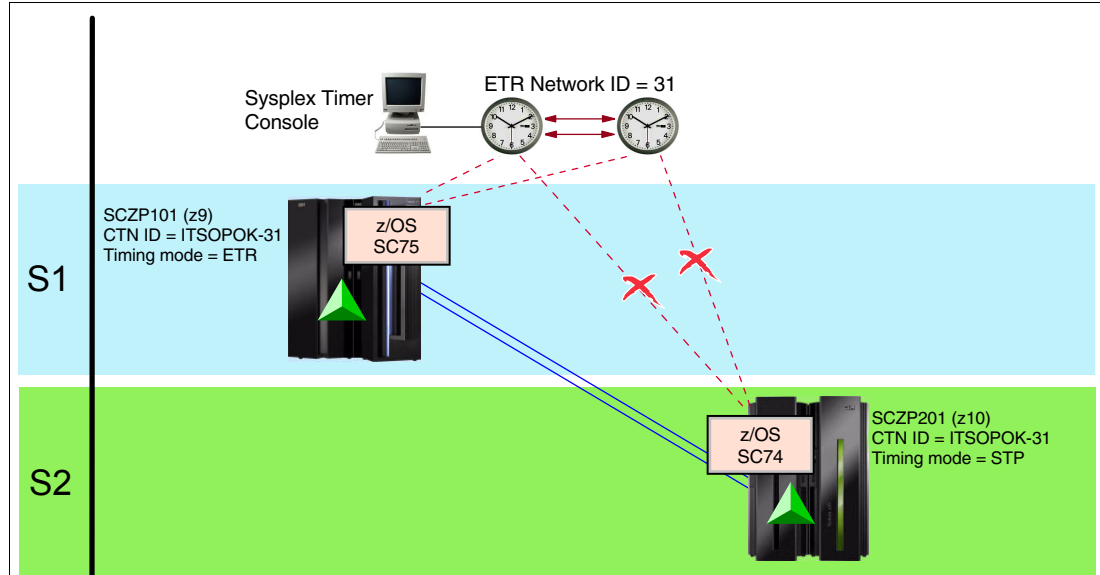 ETR Network ID = 31
Sysplex Timer
Console
S1
SCZP101 (z9)
CTN ID = ITSOPOK-31
Timing mode = ETR
z/OS
SC75
S2
z/OS
SC74
SCZP201 (z10)
CTN ID = ITSOPOK-31
Timing mode = STP